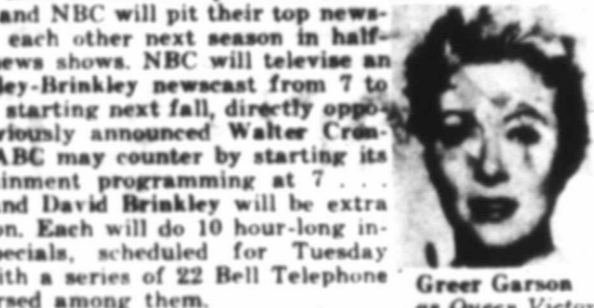 and NBC will pit their top news-
each other next season in half-
ews shows. NBC will televise an
ley-Brinkley newscast from 7 to
starting next fall, directly oppo-
viously announced Walter Cron-
ABC may counter by starting its
ainment programming at 7 . . .
and David Brinkley will be extra
on. Each will do 10 hour-long in-
pecials, scheduled for Tuesday
ith a series of 22 Bell Telephone
rsed among them.
Greer Garson
as Queen Victor